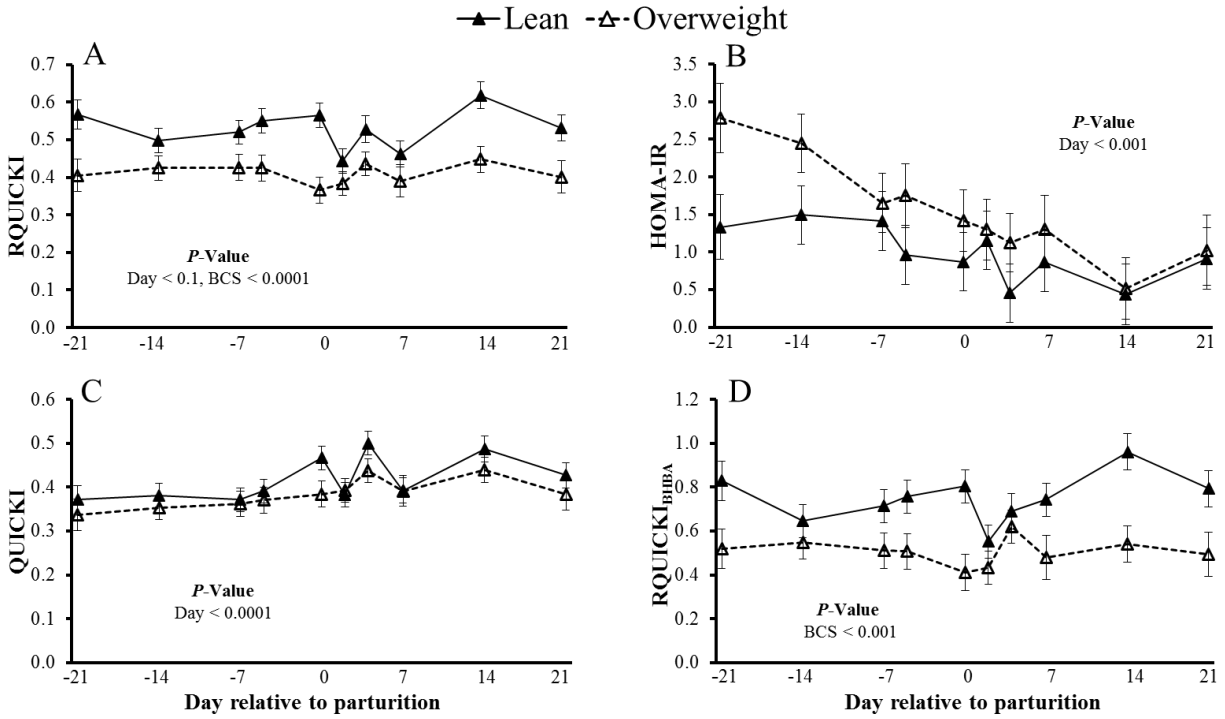 Lean Overweight
A
0.7
0.6
0.5
0.4
0.3
0.2
0.1
0.0
RQUICKI
P-Value
Day < 0.1, BCS < 0.0001
-21 -14 -7 0 7 14 21
B
3.5
3.0
2.5
2.0
1.5
1.0
0.5
0.0
HOMA-IR
P-Value
Day < 0.001
-21 -14 -7 0 7 14 21
C
0.6
0.5
0.4
0.3
0.2
0.1
0.0
QUICKI
P-Value
Day < 0.0001
-21 -14 -7 0 7 14 21
Day relative to parturition
D
1.2
1.0
0.8
0.6
0.4
0.2
0.0
RQUICKIBHBA
P-Value
BCS < 0.001
-21 -14 -7 0 7 14 21
Day relative to parturition